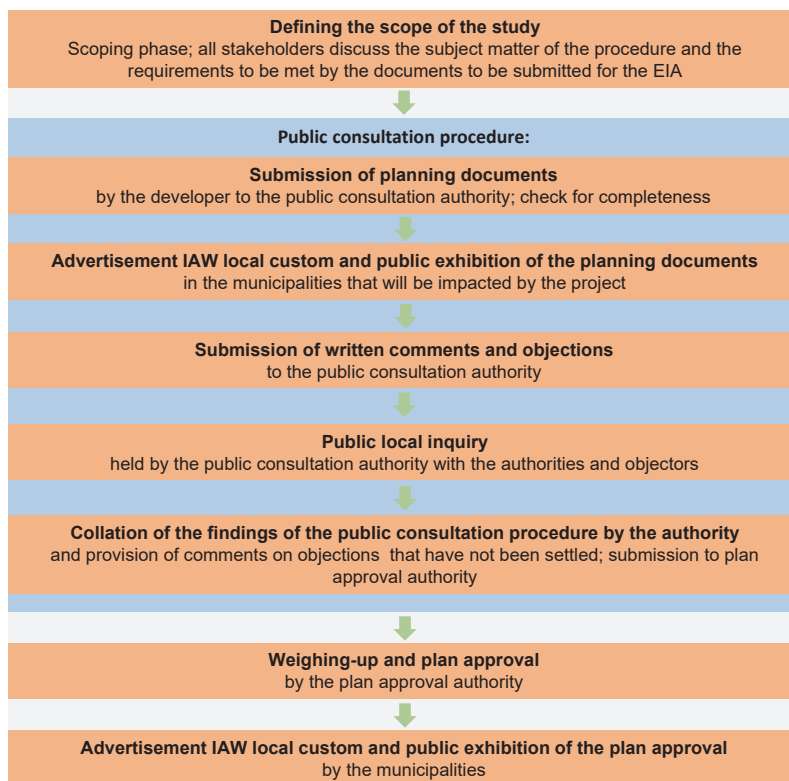 Defining the scope of the study
Scoping phase; all stakeholders discuss the subject matter of the procedure and the
requirements to be met by the documents to be submitted for the EIA
Public consultation procedure:
Submission of planning documents
by the developer to the public consultation authority; check for completeness
Advertisement IAW local custom and public exhibition of the planning documents
in the municipalities that will be impacted by the project
Submission of written comments and objections
to the public consultation authority
Public local inquiry
held by the public consultation authority with the authorities and objectors
Collation of the findings of the public consultation procedure by the authority
and provision of comments on objections that have not been settled; submission to plan
approval authority
Weighing-up and plan approval
by the plan approval authority
Advertisement IAW local custom and public exhibition of the plan approval
by the municipalities